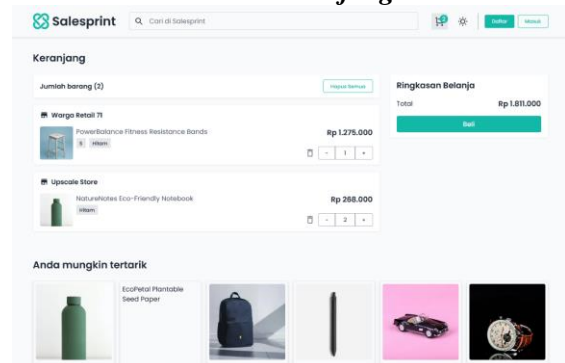 Salesprint
Cari di Salesprint
Daftar
Masuk
Keranjang
Jumlah barang (2)
Hapus Semua
Warga Retail 71
PowerBalance Fitness Resistance Bands
S Hitam
Rp 1.275.000
- 1 +
Upscale Store
NatureNotes Eco-Friendly Notebook
Hitam
Rp 268.000
- 2 +
Ringkasan Belanja
Total Rp 1.811.000
Beli
Anda mungkin tertarik
EcoPetal Plantable
Seed Paper